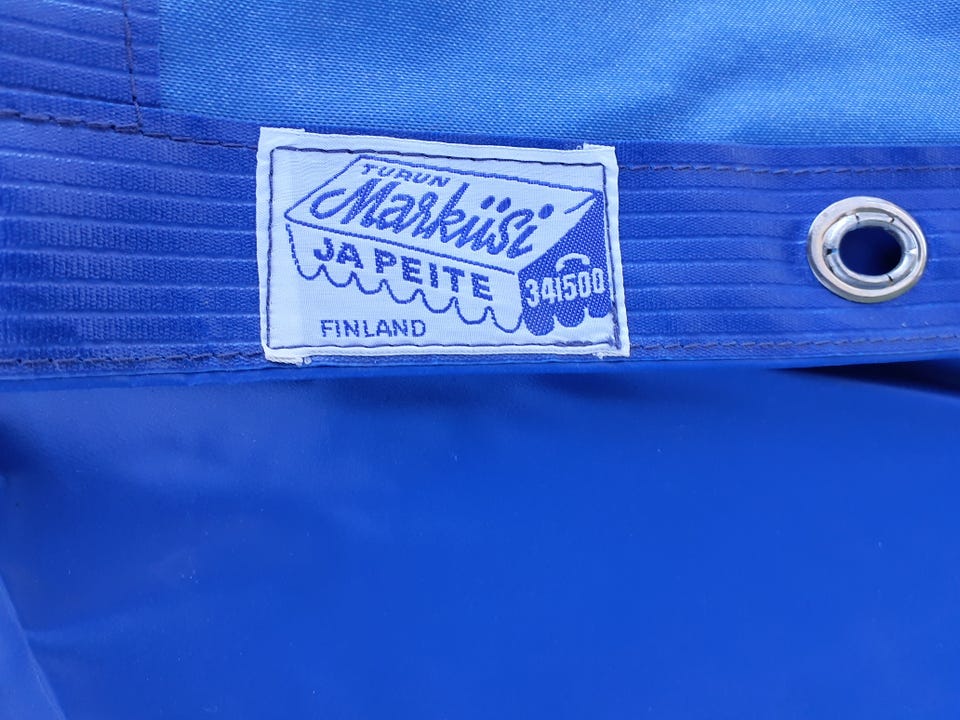 TURUN
Markiisi
JA PEITE
341500
FINLAND